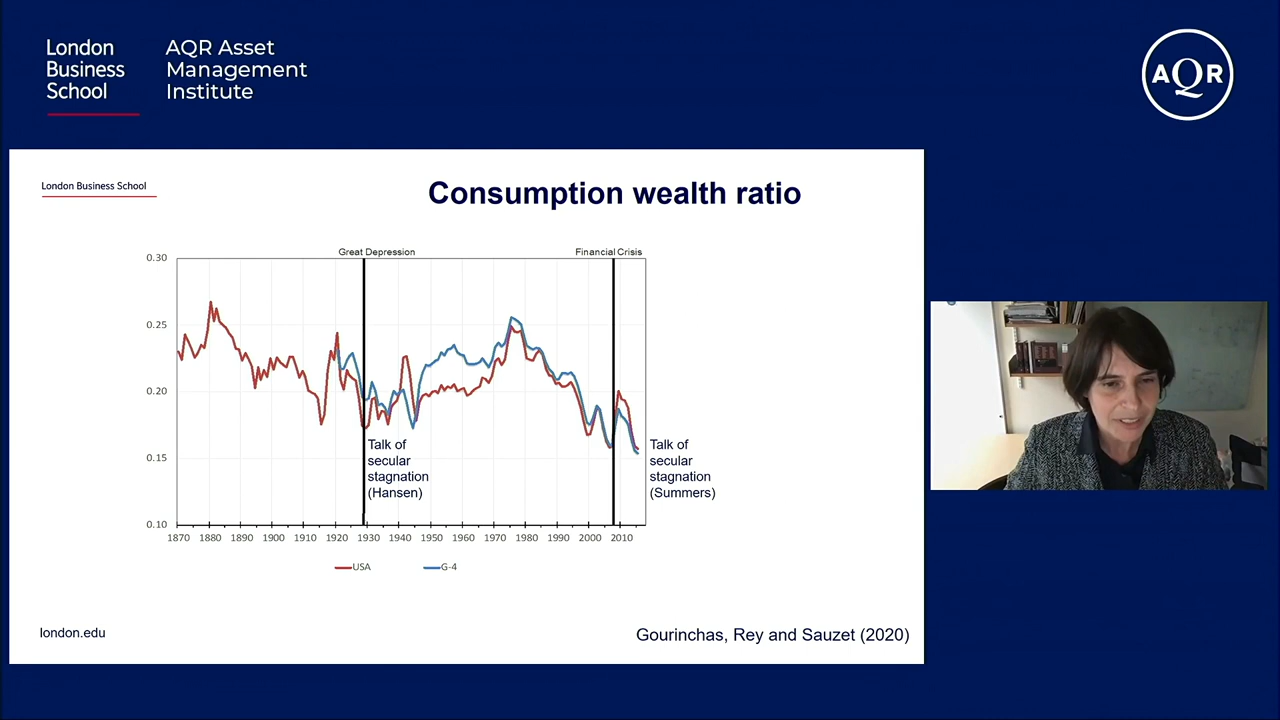 London
Business
School
AQR Asset
Management
Institute
AQR
London Business School
Consumption wealth ratio
Great Depression
Financial Crisis
0.30
0.25
0.20
0.15
0.10
Talk of
secular
stagnation
(Hansen)
Talk of
secular
stagnation
(Summers)
1870 1880 1890 1900 1910 1920 1930 1940 1950 1960 1970 1980 1990 2000 2010
USA
G-4
london.edu
Gourinchas, Rey and Sauzet (2020)